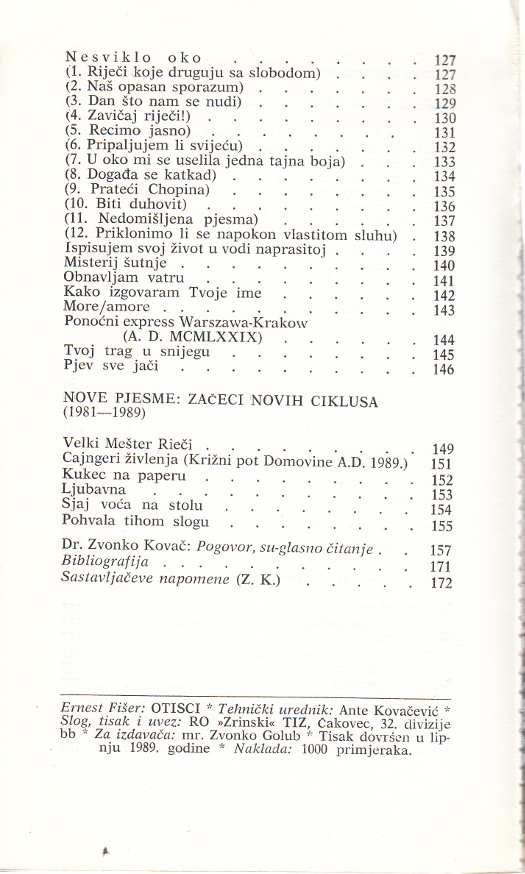 Nesviklo oko . . . . . . . 127
(1. Riječi koje druguju sa slobodom) . . . . 127
(2. Naš opasan sporazum) . . . . . . . 128
(3. Dan što nam se nudi) . . . . . . . 129
(4. Zavičaj riječi!) . . . . . . . . 130
(5. Recimo jasno) . . . . . . . . 131
(6. Pripaljujem li svijeću) . . . . . . 132
(7. U oko mi se uselila jedna tajna boja) . . . 133
(8. Događa se katkad) . . . . . . . 134
(9. Prateći Chopina) . . . . . . . 135
(10. Biti duhovit) . . . . . . . . 136
(11. Nedomišljena pjesma) . . . . . . 137
(12. Priklonimo li se napokon vlastitom sluhu) . 138
Ispisujem svoj život u vodi naprasitoj . . . . 139
Misterij šutnje . . . . . . . . . 140
Obnavljam vatru . . . . . . . . 141
Kako izgovaram Tvoje ime . . . . . . 142
More/amore . . . . . . . . . . 143
Ponoćni express Warszawa-Krakow
(A. D. MCMLXXIX) . . . . . . 144
Tvoj trag u snijegu . . . . . . . 145
Pjev sve jači . . . . . . . . . 146
NOVE PJESME: ZAČECI NOVIH CIKLUSA
(1981—1989)
Velki Mešter Rieči . . . . . . . . 149
Cajngeri življenja (Križni pot Domovine A.D. 1989.) 151
Kukec na paperu . . . . . . . . 152
Ljubavna . . . . . . . . . . 153
Sjaj voća na stolu . . . . . . . . 154
Pohvala tihom slogu . . . . . . . 155
Dr. Zvonko Kovač: Pogovor, su-glasno čitanje . . 157
Bibliografija . . . . . . . . . . 171
Sastavljačeve napomene (Z. K.) . . . . 172
Ernest Fišer: OTISCI * Tehnički urednik: Ante Kovačević *
Slog, tisak i uvez: RO »Zrinski« TIZ, Čakovec, 32. divizije
bb * Za izdavača: mr. Zvonko Golub * Tisak dovršen u lip-
nju 1989. godine * Naklada: 1000 primjeraka.